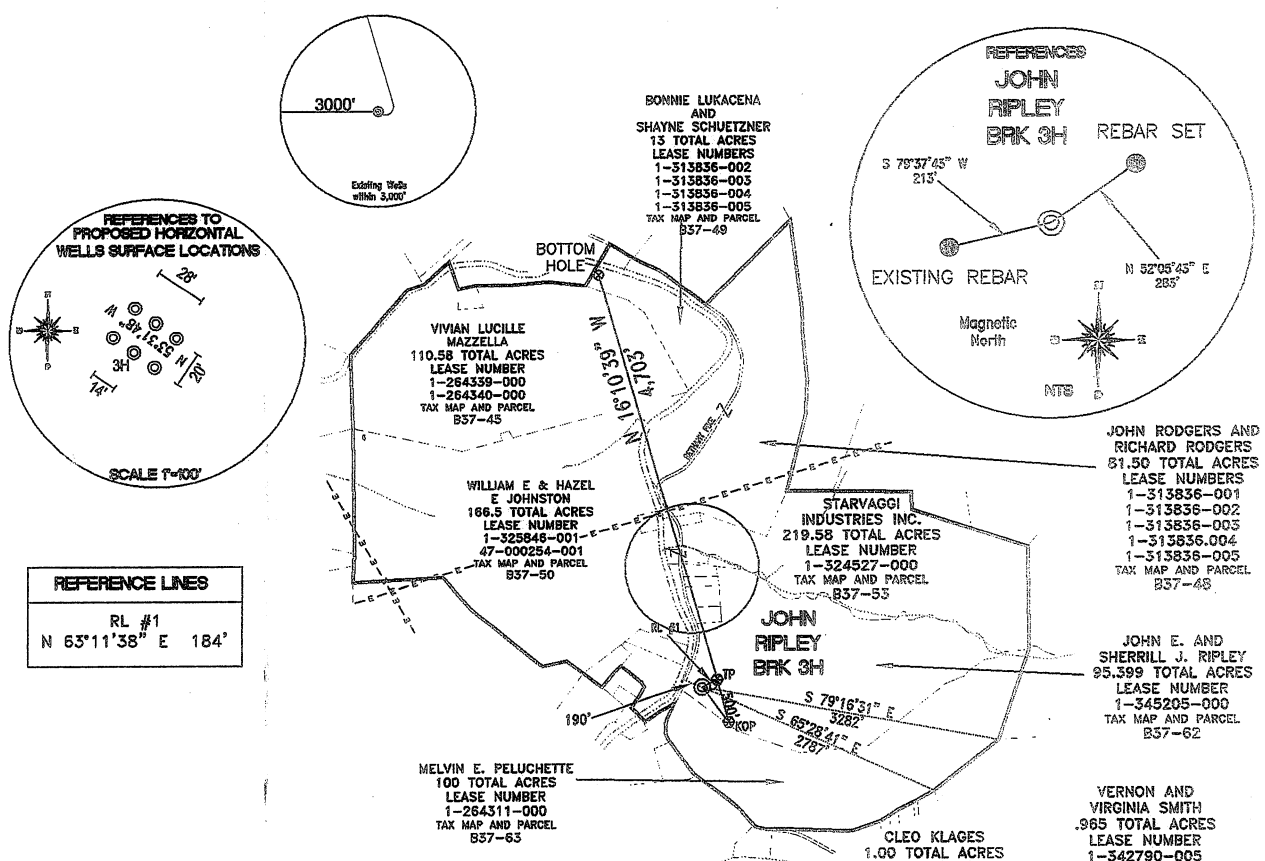 3000'
Existing Wells
within 3,000'
REFERENCES TO
PROPOSED HORIZONTAL
WELLS SURFACE LOCATIONS
28'
N 53°31'48" W
3H
20'
14'
SCALE 1"=100'
REFERENCE LINES
RL #1
N 63°11'38" E 184'
BONNIE LUKACENA
AND
SHAYNE SCHUETZNER
13 TOTAL ACRES
LEASE NUMBERS
1-313836-002
1-313836-003
1-313836-004
1-313836-005
TAX MAP AND PARCEL
B37-49
REFERENCES
JOHN
RIPLEY
BRK 3H
REBAR SET
S 79°37'43" W
213'
EXISTING REBAR
N 52°05'43" E
283'
Magnetic
North
NTS
BOTTOM
HOLE
VIVIAN LUCILLE
MAZZELLA
110.58 TOTAL ACRES
LEASE NUMBER
1-264339-000
1-264340-000
TAX MAP AND PARCEL
B37-45
N 16°10'39" W
4,703'
WILLIAM E & HAZEL
E JOHNSTON
166.5 TOTAL ACRES
LEASE NUMBER
1-325846-001
47-000254-001
TAX MAP AND PARCEL
B37-50
STARVAGGI
INDUSTRIES INC.
219.58 TOTAL ACRES
LEASE NUMBER
1-324527-000
TAX MAP AND PARCEL
B37-53
JOHN RODGERS AND
RICHARD RODGERS
81.50 TOTAL ACRES
LEASE NUMBERS
1-313836-001
1-313836-002
1-313836-003
1-313836.004
1-313836-005
TAX MAP AND PARCEL
B37-48
JOHN
RIPLEY
BRK 3H
RL #1
TP
500'
KOP
190'
S 79°16'31" E
3282'
S 65°28'41" E
2787'
JOHN E. AND
SHERRILL J. RIPLEY
95.399 TOTAL ACRES
LEASE NUMBER
1-345205-000
TAX MAP AND PARCEL
B37-62
MELVIN E. PELUCHETTE
100 TOTAL ACRES
LEASE NUMBER
1-264311-000
TAX MAP AND PARCEL
B37-63
CLEO KLAGES
1.00 TOTAL ACRES
VERNON AND
VIRGINIA SMITH
.965 TOTAL ACRES
LEASE NUMBER
1-342790-005